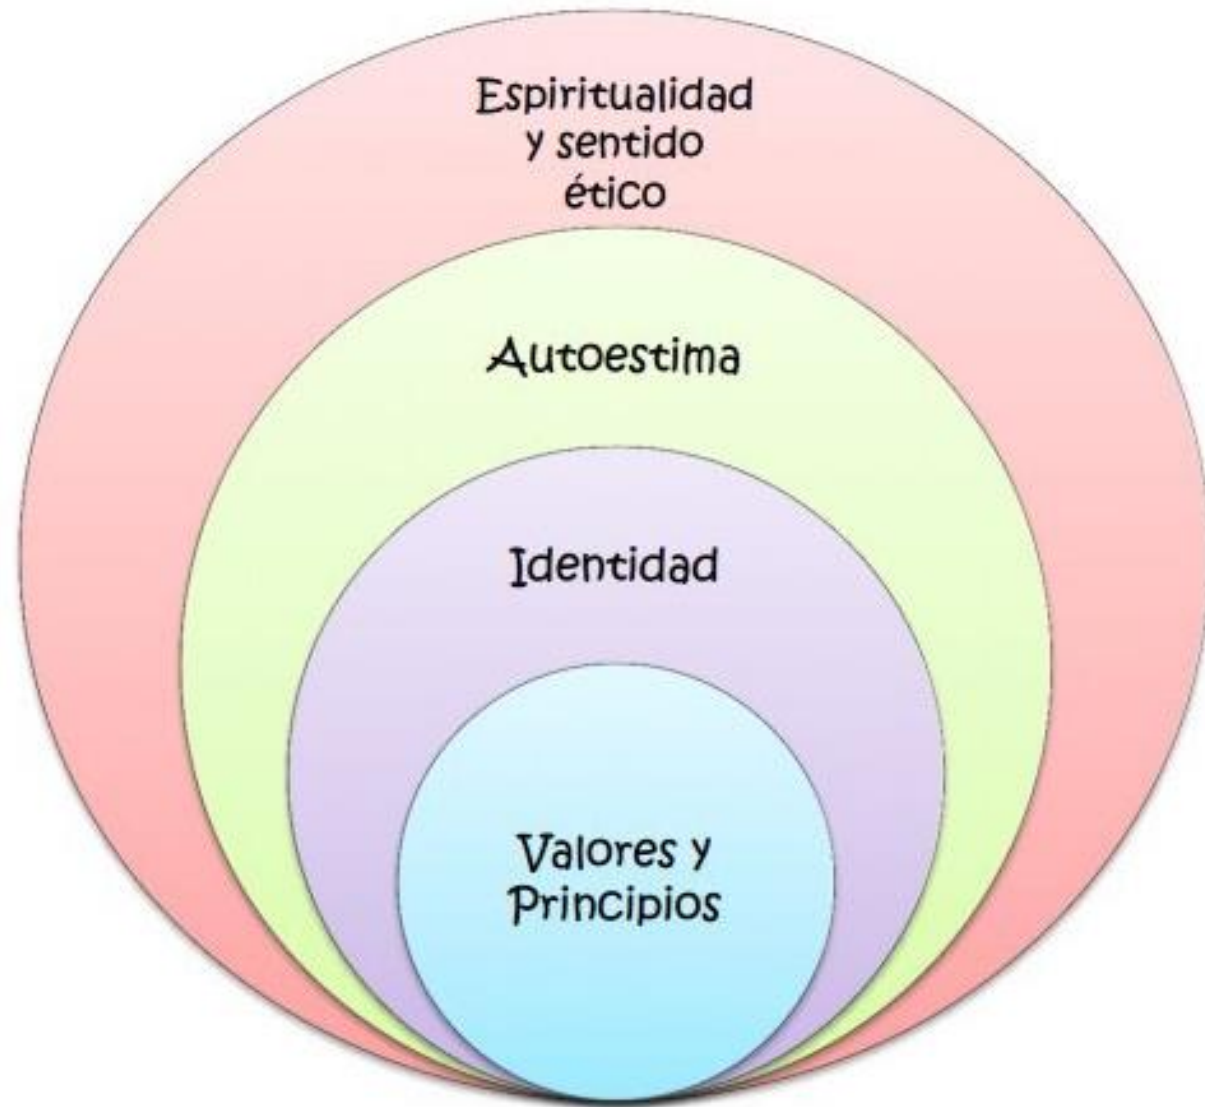 Espiritualidad
y sentido
ético
Autoestima
Identidad
Valores y
Principios